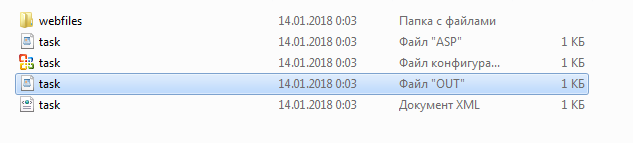 webfiles 14.01.2018 0:03 Папка с файлами
task 14.01.2018 0:03 Файл "ASP" 1 КБ
task 14.01.2018 0:03 Файл конфигура... 1 КБ
task 14.01.2018 0:03 Файл "OUT" 1 КБ
task 14.01.2018 0:03 Документ XML 1 КБ